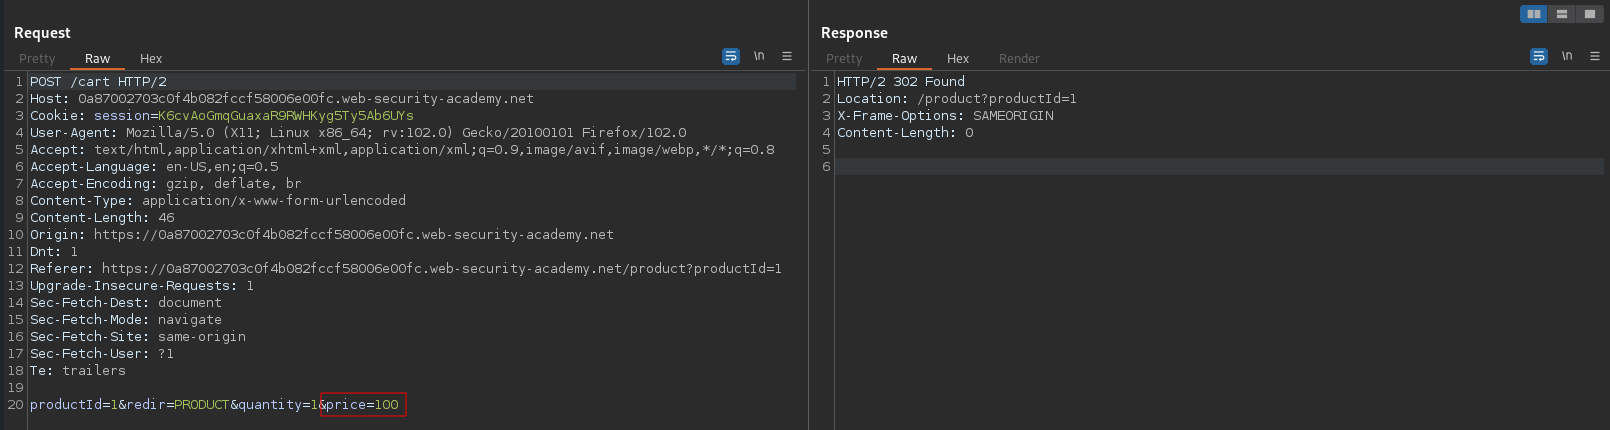 Request
Pretty Raw Hex
\n
1 POST /cart HTTP/2
2 Host: 0a87002703c0f4b082fccf58006e00fc.web-security-academy.net
3 Cookie: session=K6cvAoGmqGuaxaR9RWHKyg5Ty5Ab6UYs
4 User-Agent: Mozilla/5.0 (X11; Linux x86_64; rv:102.0) Gecko/20100101 Firefox/102.0
5 Accept: text/html,application/xhtml+xml,application/xml;q=0.9,image/avif,image/webp,*/*;q=0.8
6 Accept-Language: en-US,en;q=0.5
7 Accept-Encoding: gzip, deflate, br
8 Content-Type: application/x-www-form-urlencoded
9 Content-Length: 46
10 Origin: https://0a87002703c0f4b082fccf58006e00fc.web-security-academy.net
11 Dnt: 1
12 Referer: https://0a87002703c0f4b082fccf58006e00fc.web-security-academy.net/product?productId=1
13 Upgrade-Insecure-Requests: 1
14 Sec-Fetch-Dest: document
15 Sec-Fetch-Mode: navigate
16 Sec-Fetch-Site: same-origin
17 Sec-Fetch-User: ?1
18 Te: trailers
19
20 productId=1&redir=PRODUCT&quantity=1&price=100
Response
Pretty Raw Hex Render
\n
1 HTTP/2 302 Found
2 Location: /product?productId=1
3 X-Frame-Options: SAMEORIGIN
4 Content-Length: 0
5
6